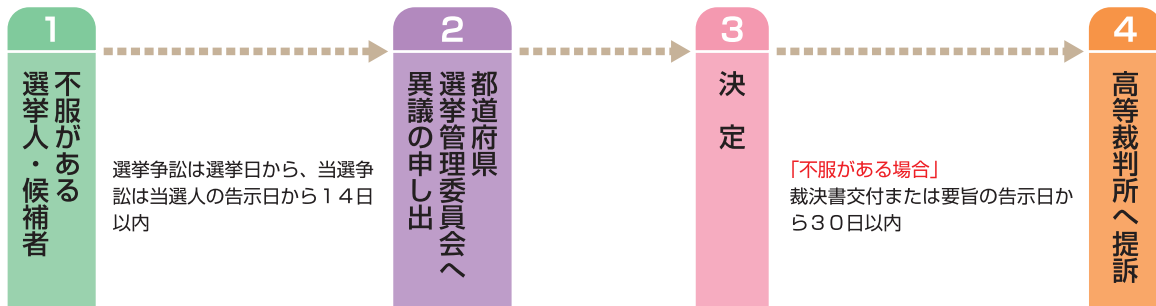 1
不服がある
選挙人・候補者
選挙争訟は選挙日から、当選争
訟は当選人の告示日から１４日
以内
2
都道府県
選挙管理委員会へ
異議の申し出
3
決定
「不服がある場合」
裁決書交付または要旨の告示日か
ら３０日以内
4
高等裁判所へ提訴